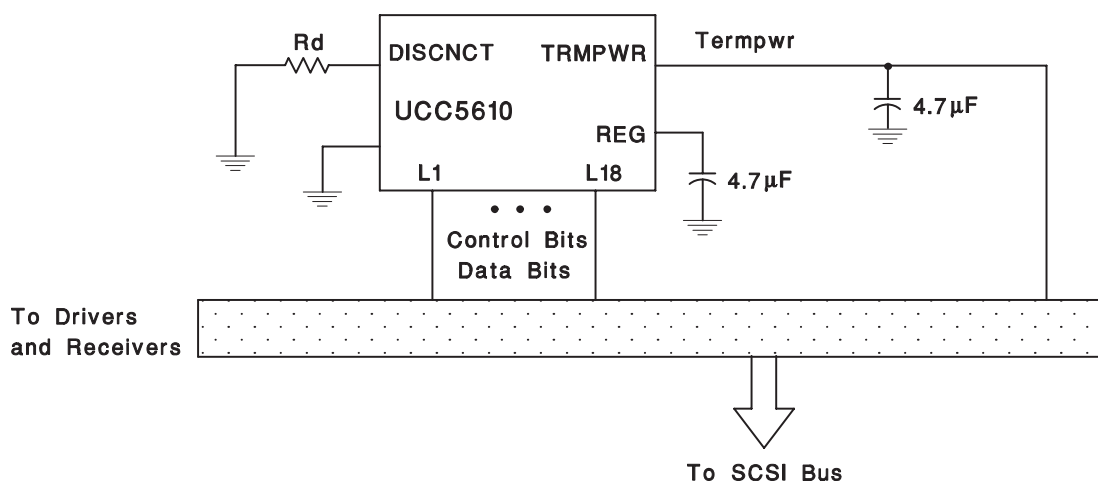 Rd
DISCNCT
TRMPWR
Termpwr
UCC5610
4.7µF
REG
L1
L18
4.7µF
Control Bits
Data Bits
To Drivers
and Receivers
To SCSI Bus